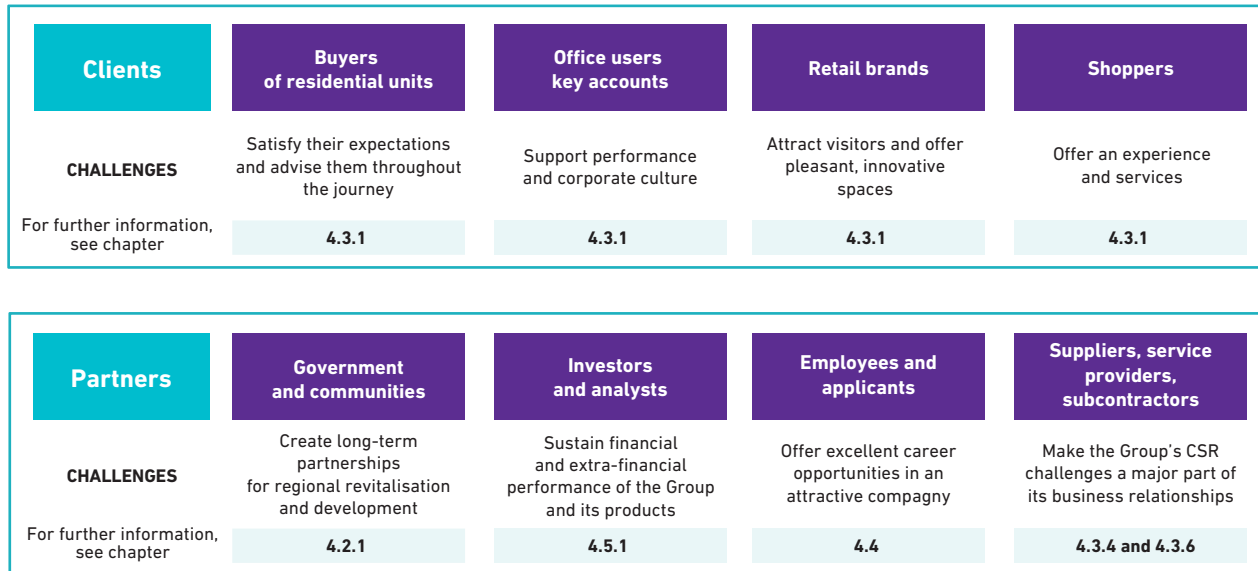 Clients
Buyers
of residential units
Office users
key accounts
Retail brands
Shoppers
CHALLENGES
Satisfy their expectations
and advise them throughout
the journey
Support performance
and corporate culture
Attract visitors and offer
pleasant, innovative
spaces
Offer an experience
and services
For further information,
see chapter
4.3.1
4.3.1
4.3.1
4.3.1
Partners
Government
and communities
Investors
and analysts
Employees and
applicants
Suppliers, service
providers,
subcontractors
CHALLENGES
Create long-term
partnerships
for regional revitalisation
and development
Sustain financial
and extra-financial
performance of the Group
and its products
Offer excellent career
opportunities in an
attractive compagny
Make the Group’s CSR
challenges a major part of
its business relationships
For further information,
see chapter
4.2.1
4.5.1
4.4
4.3.4 and 4.3.6